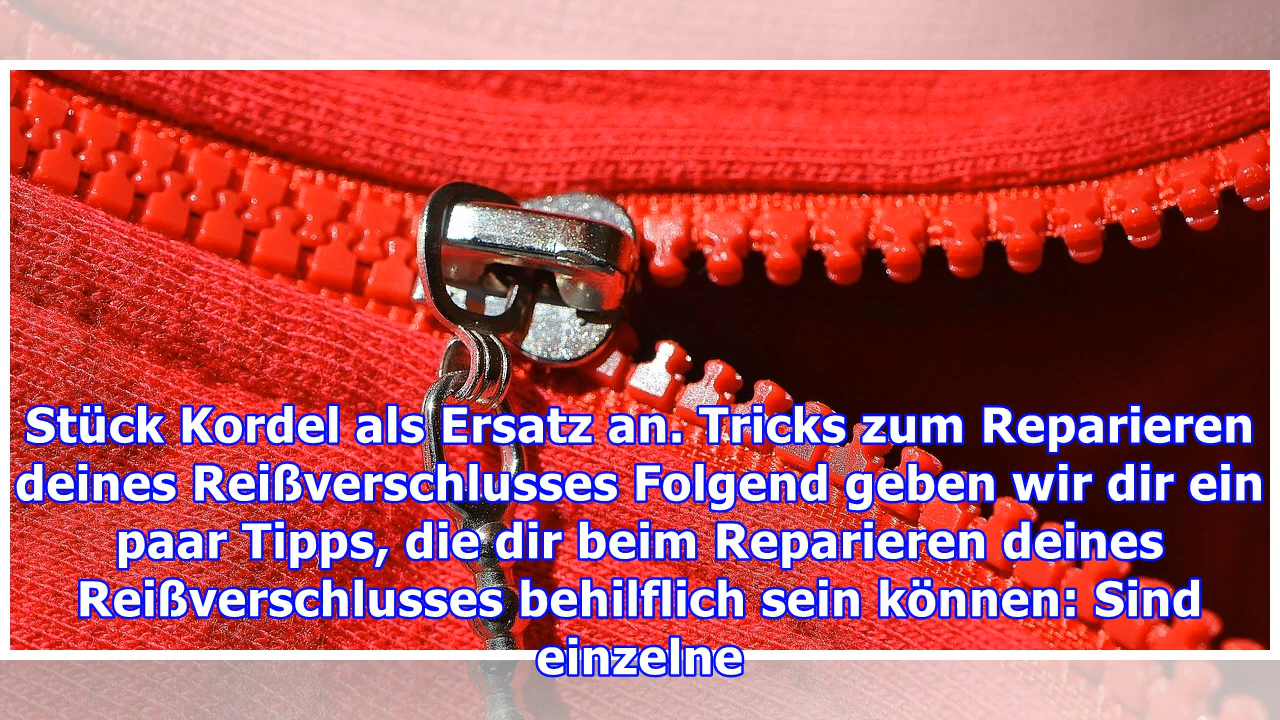 Stück Kordel als Ersatz an. Tricks zum Reparieren
deines Reißverschlusses Folgend geben wir dir ein
paar Tipps, die dir beim Reparieren deines
Reißverschlusses behilflich sein können: Sind
einzelne